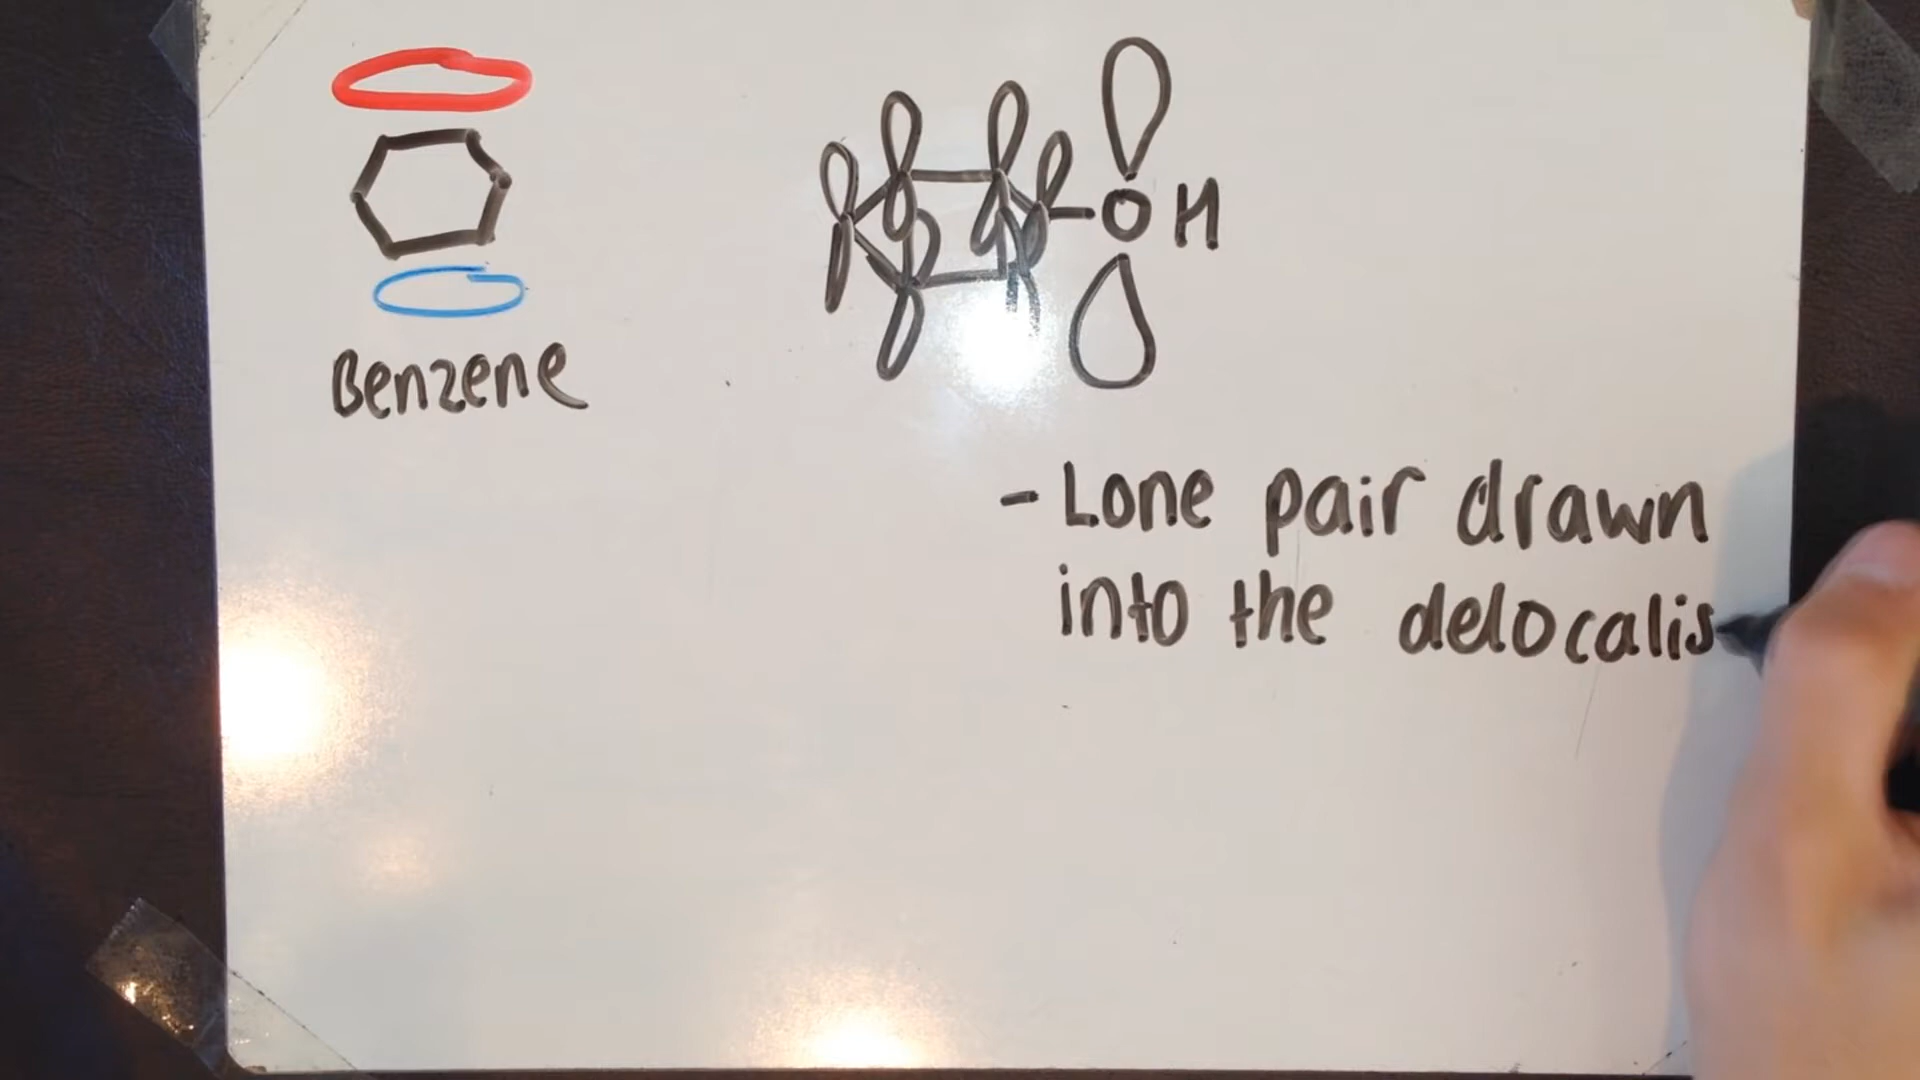 OH
Benzene
- Lone pair drawn
into the delocalis